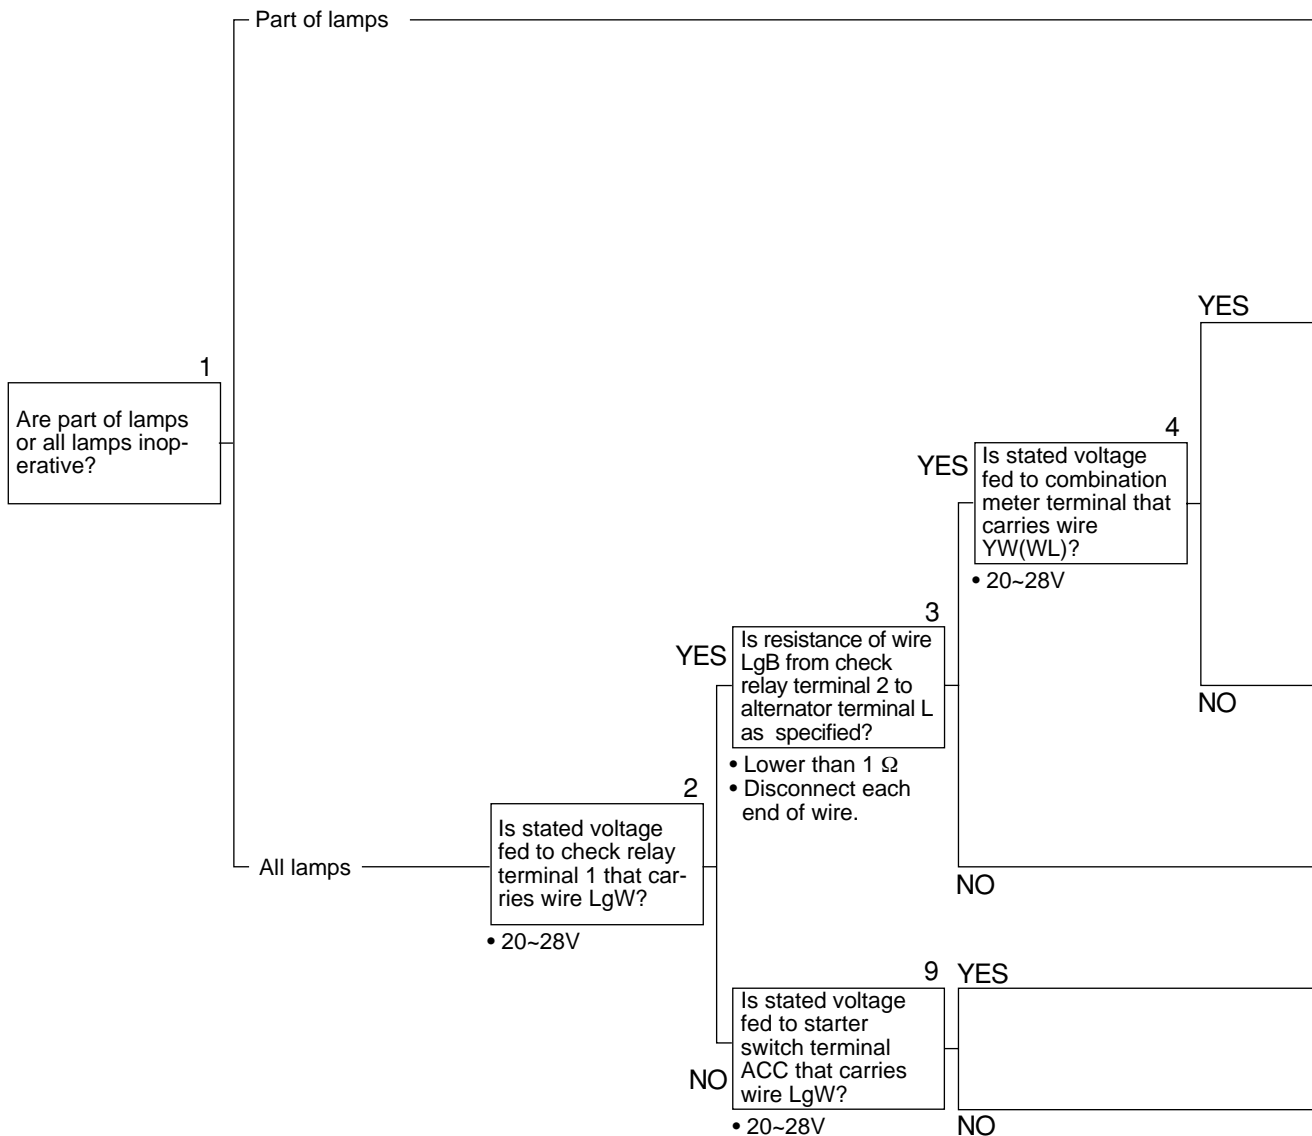 Part of lamps
YES
1
Are part of lamps
or all lamps inop-
erative?
4
YES
Is stated voltage
fed to combination
meter terminal that
carries wire
YW(WL)?
• 20~28V
3
YES
Is resistance of wire
LgB from check
relay terminal 2 to
alternator terminal L
as specified?
• Lower than 1 Ω
• Disconnect each
end of wire.
NO
2
Is stated voltage
fed to check relay
terminal 1 that car-
ries wire LgW?
• 20~28V
All lamps
NO
9
YES
Is stated voltage
fed to starter
switch terminal
ACC that carries
wire LgW?
NO
• 20~28V
NO